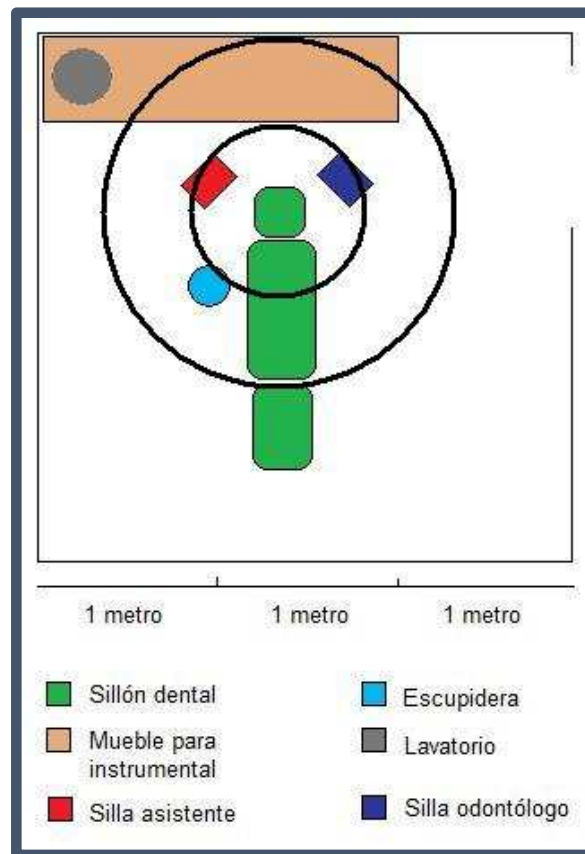 1 metro 1 metro 1 metro
Sillón dental
Escupidera
Mueble para
instrumental
Lavatorio
Silla asistente
Silla odontólogo